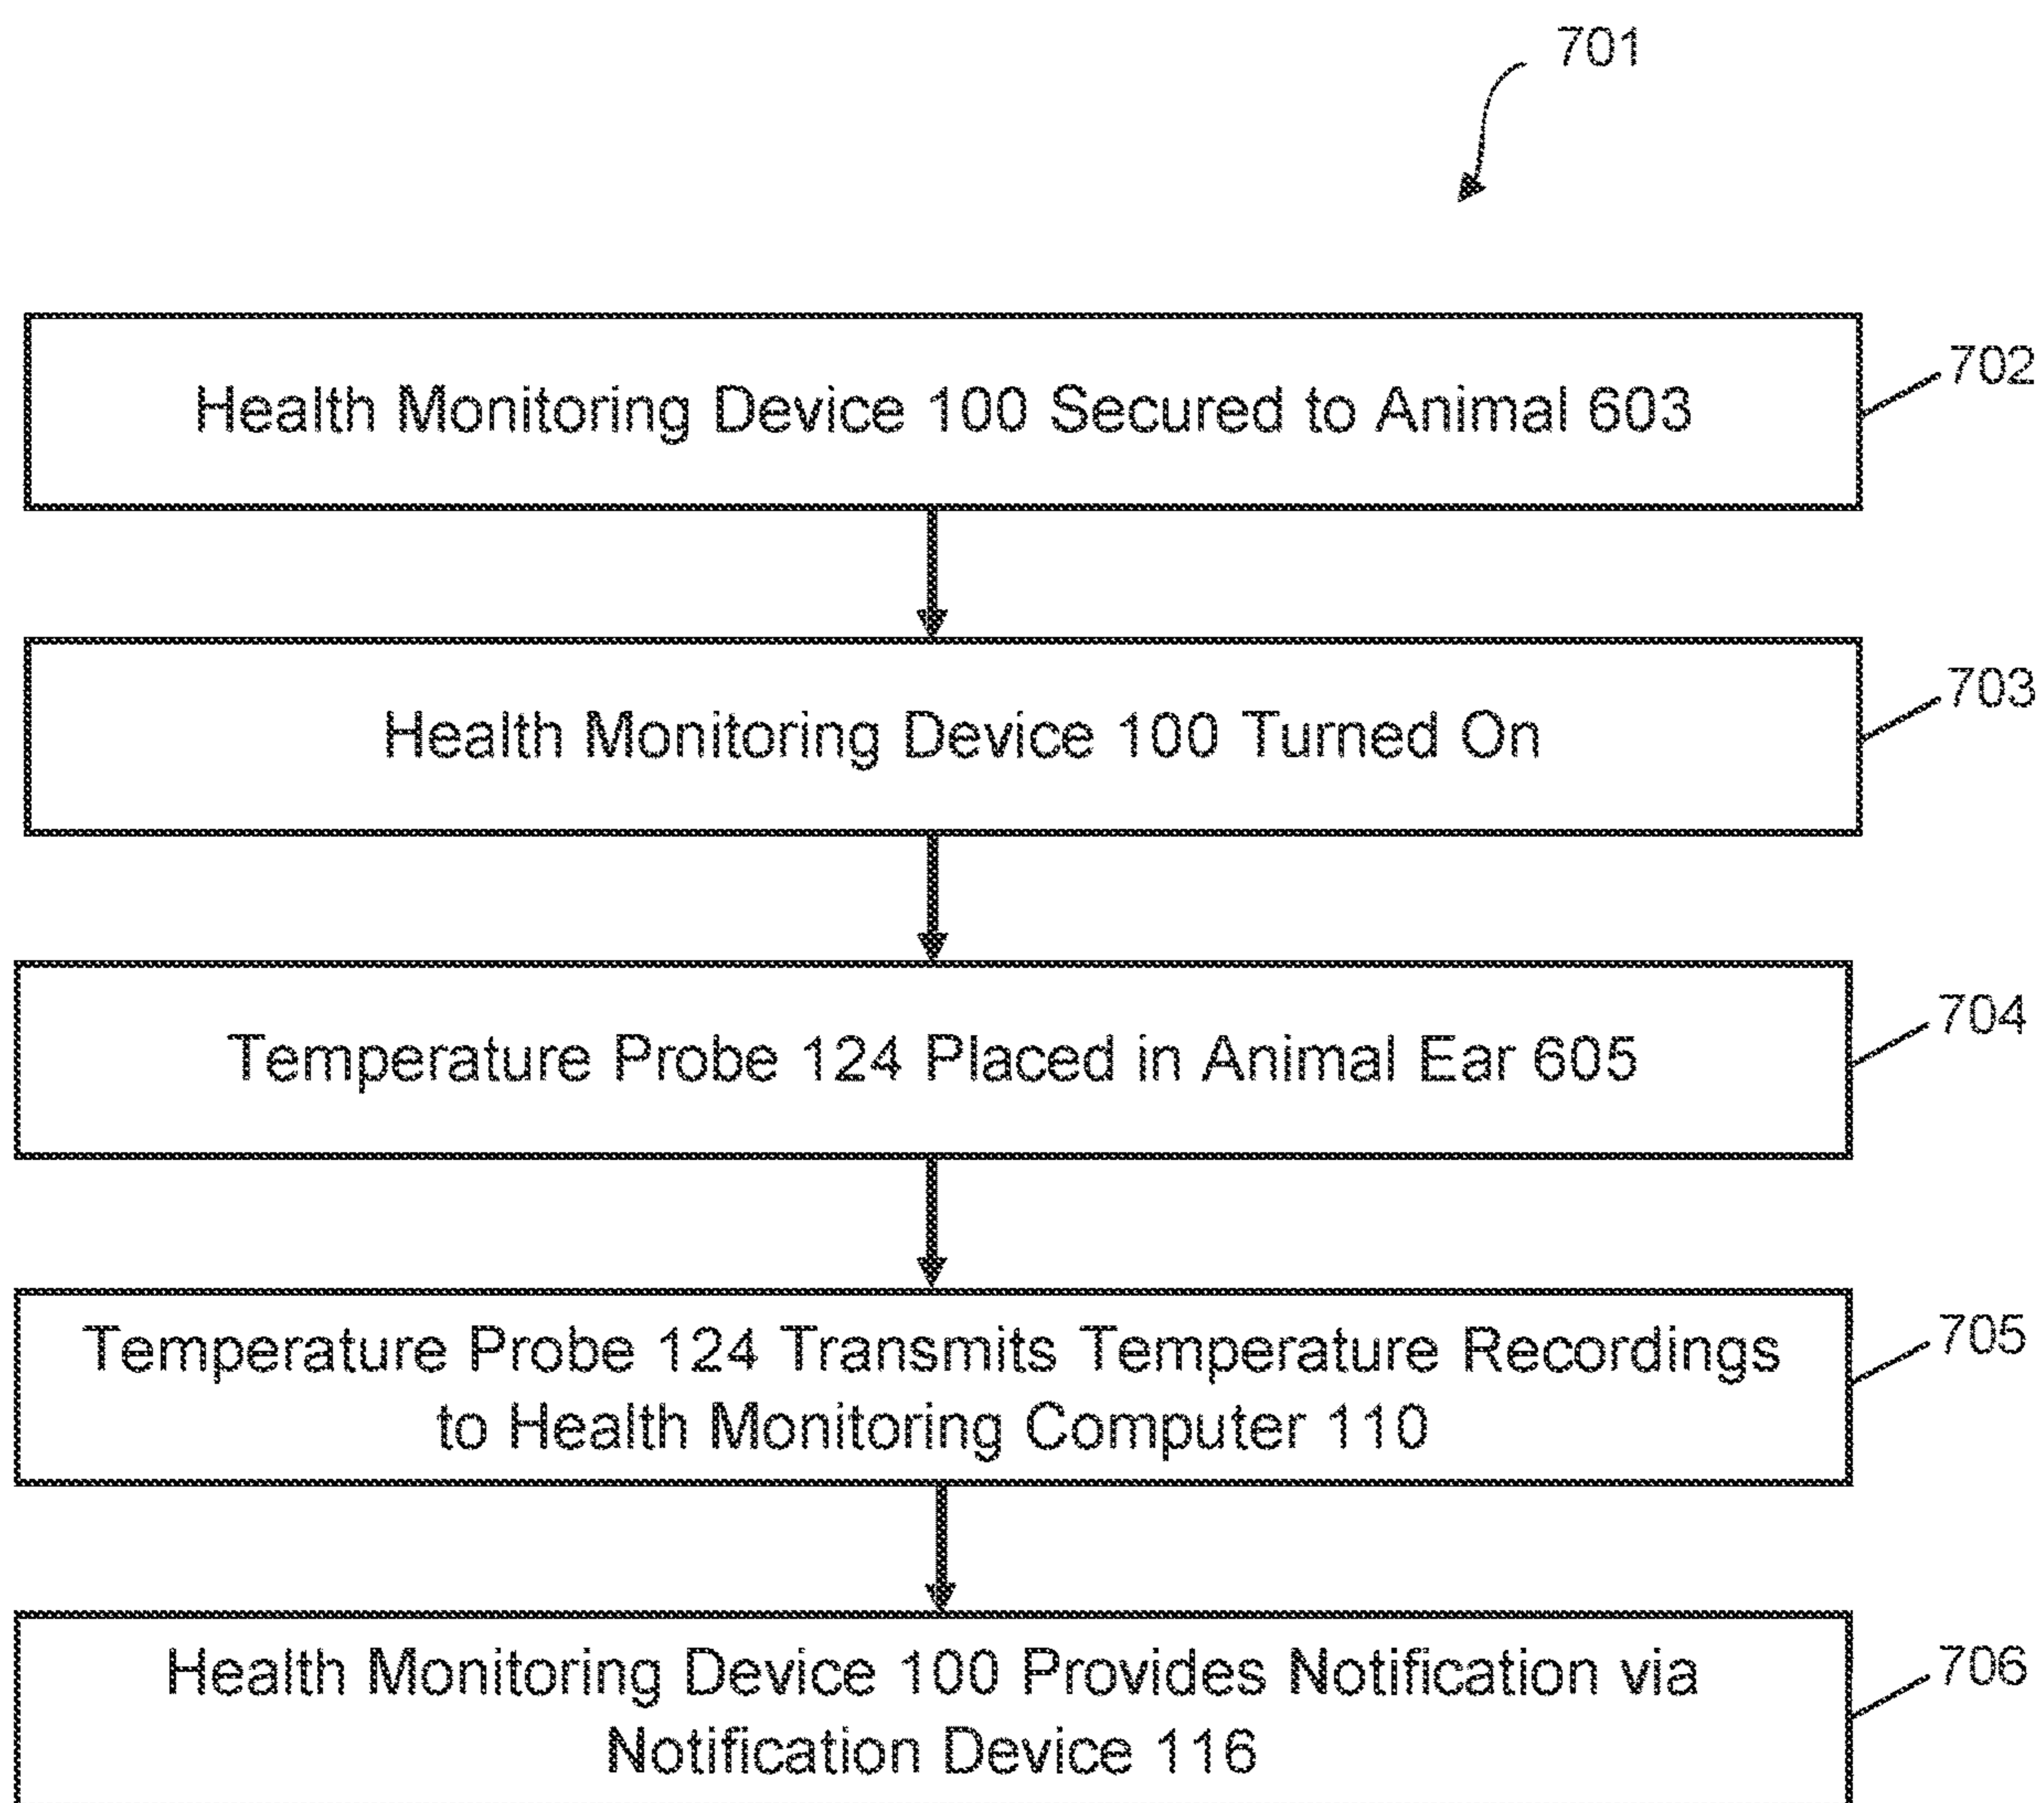 701
Health Monitoring Device 100 Secured to Animal 603
702
Health Monitoring Device 100 Turned On
703
Temperature Probe 124 Placed in Animal Ear 605
704
Temperature Probe 124 Transmits Temperature Recordings
to Health Monitoring Computer 110
705
Health Monitoring Device 100 Provides Notification via
Notification Device 116
706